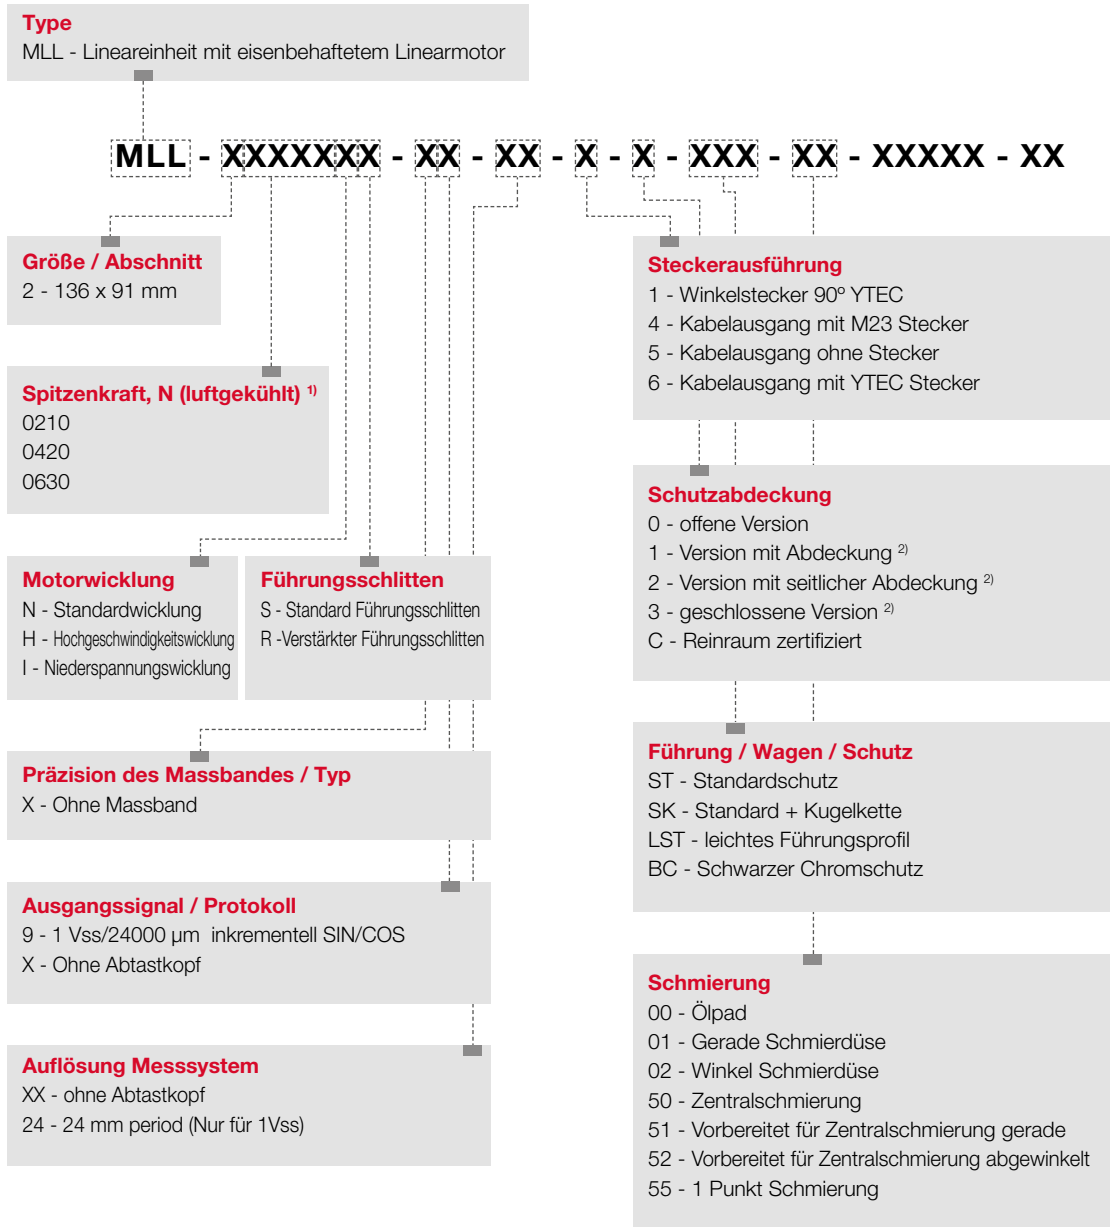 Type
MLL - Lineareinheit mit eisenbehaftetem Linearmotor
MLL - XXXXXXX - XX - XX - X - X - XXX - XX - XXXXX - XX
Größe / Abschnitt
2 - 136 x 91 mm
Spitzenkraft, N (luftgekühlt) 1)
0210
0420
0630
Motorwicklung
N - Standardwicklung
H - Hochgeschwindigkeitswicklung
I - Niederspannungswicklung
Führungsschlitten
S - Standard Führungsschlitten
R -Verstärkter Führungsschlitten
Präzision des Massbandes / Typ
X - Ohne Massband
Ausgangssignal / Protokoll
9 - 1 Vss/24000 µm inkrementell SIN/COS
X - Ohne Abtastkopf
Auflösung Messsystem
XX - ohne Abtastkopf
24 - 24 mm period (Nur für 1Vss)
Steckerausführung
1 - Winkelstecker 90º YTEC
4 - Kabelausgang mit M23 Stecker
5 - Kabelausgang ohne Stecker
6 - Kabelausgang mit YTEC Stecker
Schutzabdeckung
0 - offene Version
1 - Version mit Abdeckung 2)
2 - Version mit seitlicher Abdeckung 2)
3 - geschlossene Version 2)
C - Reinraum zertifiziert
Führung / Wagen / Schutz
ST - Standardschutz
SK - Standard + Kugelkette
LST - leichtes Führungsprofil
BC - Schwarzer Chromschutz
Schmierung
00 - Ölpad
01 - Gerade Schmierdüse
02 - Winkel Schmierdüse
50 - Zentralschmierung
51 - Vorbereitet für Zentralschmierung gerade
52 - Vorbereitet für Zentralschmierung abgewinkelt
55 - 1 Punkt Schmierung